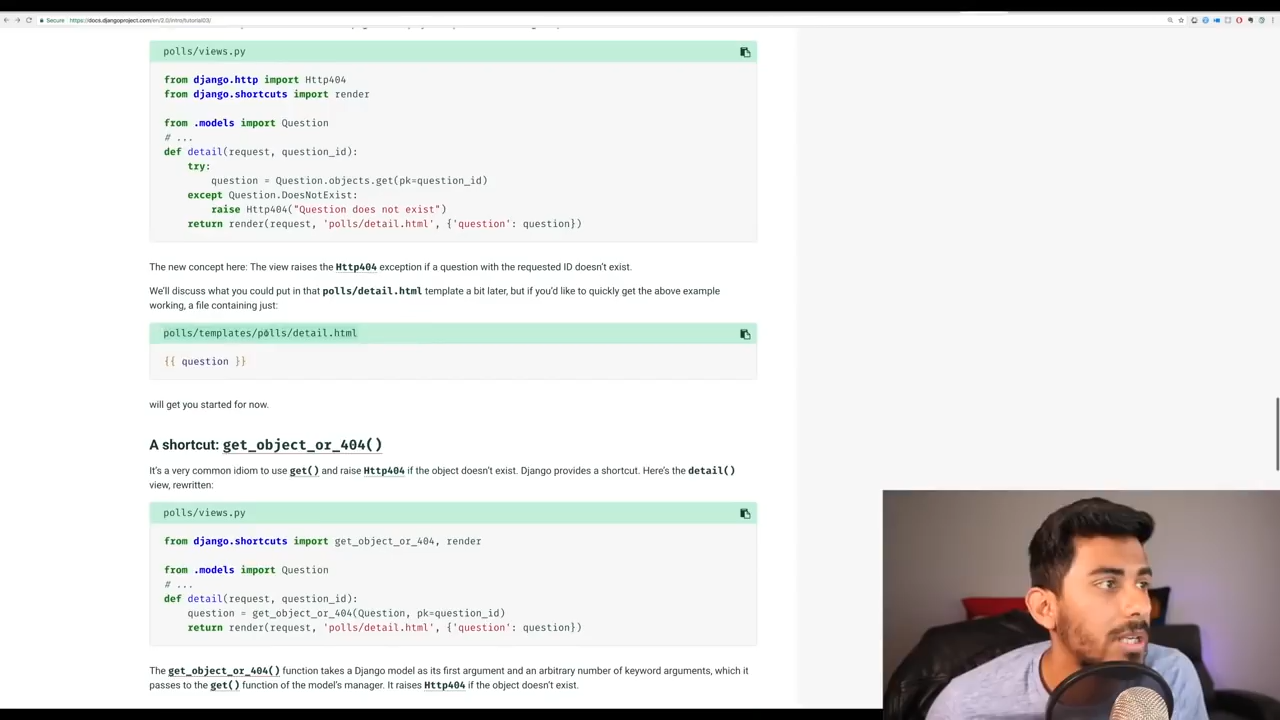 Secure https://docs.djangoproject.com/en/2.0/intro/tutorial03/
polls/views.py
from django.http import Http404
from django.shortcuts import render
from .models import Question
# ...
def detail(request, question_id):
try:
question = Question.objects.get(pk=question_id)
except Question.DoesNotExist:
raise Http404("Question does not exist")
return render(request, 'polls/detail.html', {'question': question})
The new concept here: The view raises the Http404 exception if a question with the requested ID doesn't exist.
We'll discuss what you could put in that polls/detail.html template a bit later, but if you'd like to quickly get the above example
working, a file containing just:
polls/templates/polls/detail.html
{{ question }}
will get you started for now.
A shortcut: get_object_or_404()
It's a very common idiom to use get() and raise Http404 if the object doesn't exist. Django provides a shortcut. Here's the detail()
view, rewritten:
polls/views.py
from django.shortcuts import get_object_or_404, render
from .models import Question
# ...
def detail(request, question_id):
question = get_object_or_404(Question, pk=question_id)
return render(request, 'polls/detail.html', {'question': question})
The get_object_or_404() function takes a Django model as its first argument and an arbitrary number of keyword arguments, which it
passes to the get() function of the model's manager. It raises Http404 if the object doesn't exist.